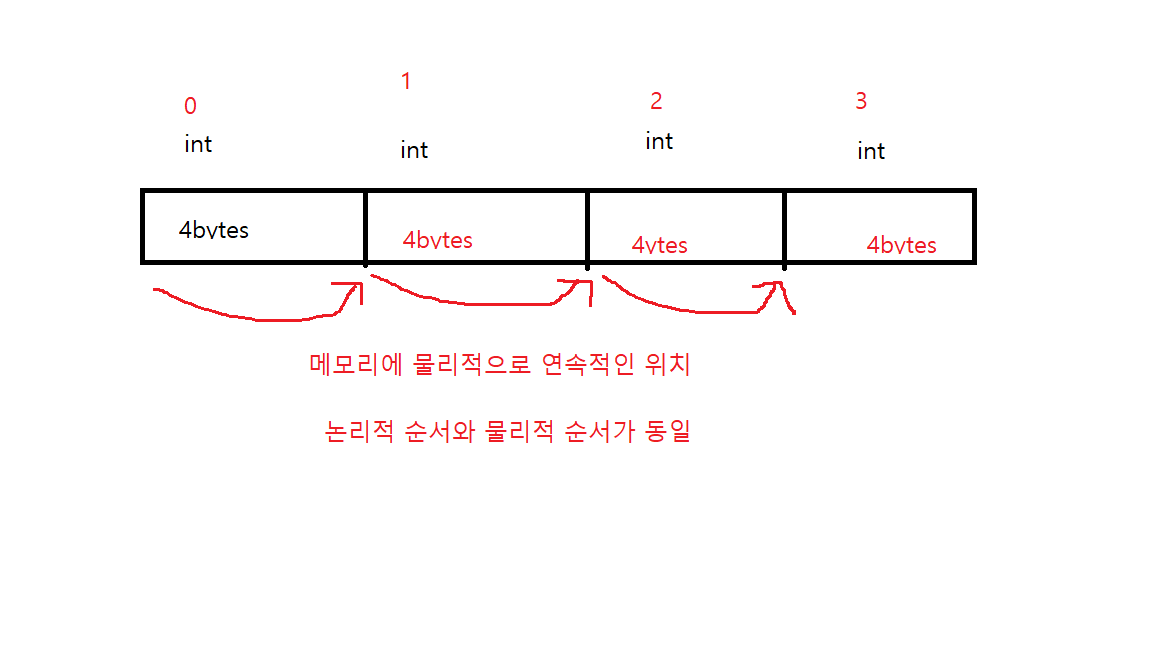 0 1 2 3
int int int int
4bytes 4bytes 4vtes 4bytes
메모리에 물리적으로 연속적인 위치
논리적 순서와 물리적 순서가 동일